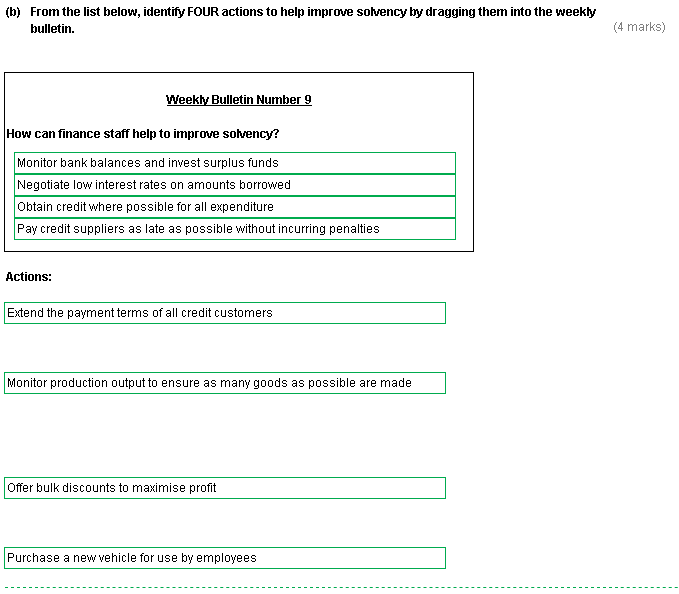 (b) From the list below, identify FOUR actions to help improve solvency by dragging them into the weekly
bulletin.
(4 marks)
Weekly Bulletin Number 9
How can finance staff help to improve solvency?
Monitor bank balances and invest surplus funds
Negotiate low interest rates on amounts borrowed
Obtain credit where possible for all expenditure
Pay credit suppliers as late as possible without incurring penalties
Actions:
Extend the payment terms of all credit customers
Monitor production output to ensure as many goods as possible are made
Offer bulk discounts to maximise profit
Purchase a new vehicle for use by employees